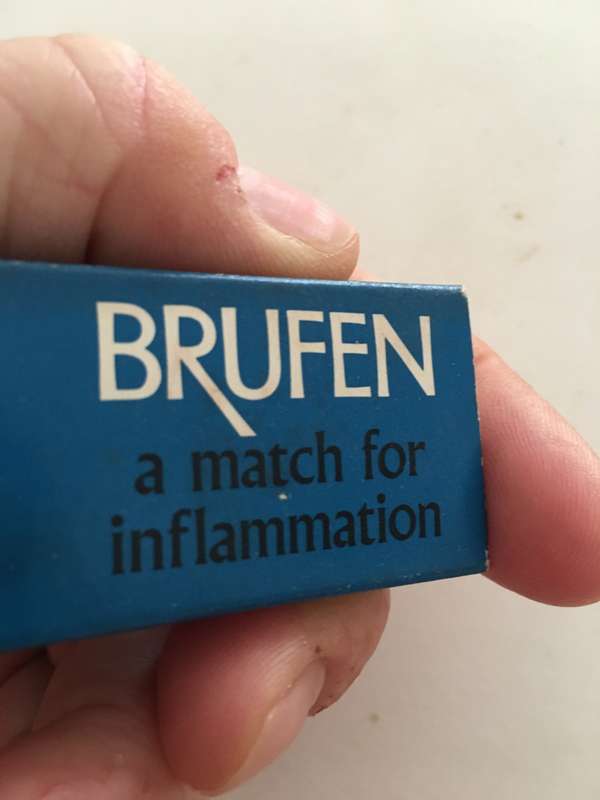 BRUFEN
a match for
inflammation